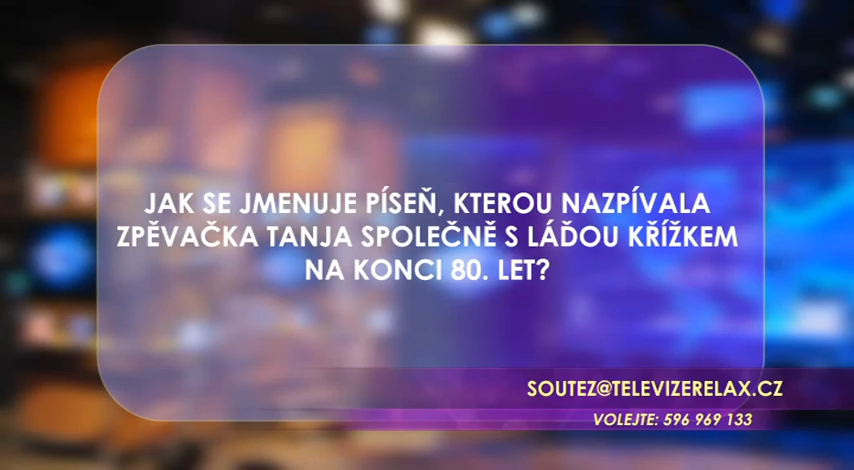 JAK SE JMENUJE PÍSEŇ, KTEROU NAZPÍVALA
ZPĚVAČKA TANJA SPOLEČNĚ S LÁĎOU KŘÍŽKEM
NA KONCI 80. LET?
SOUTEZ@TELEVIZERELAX.CZ
VOLEJTE: 596 969 133